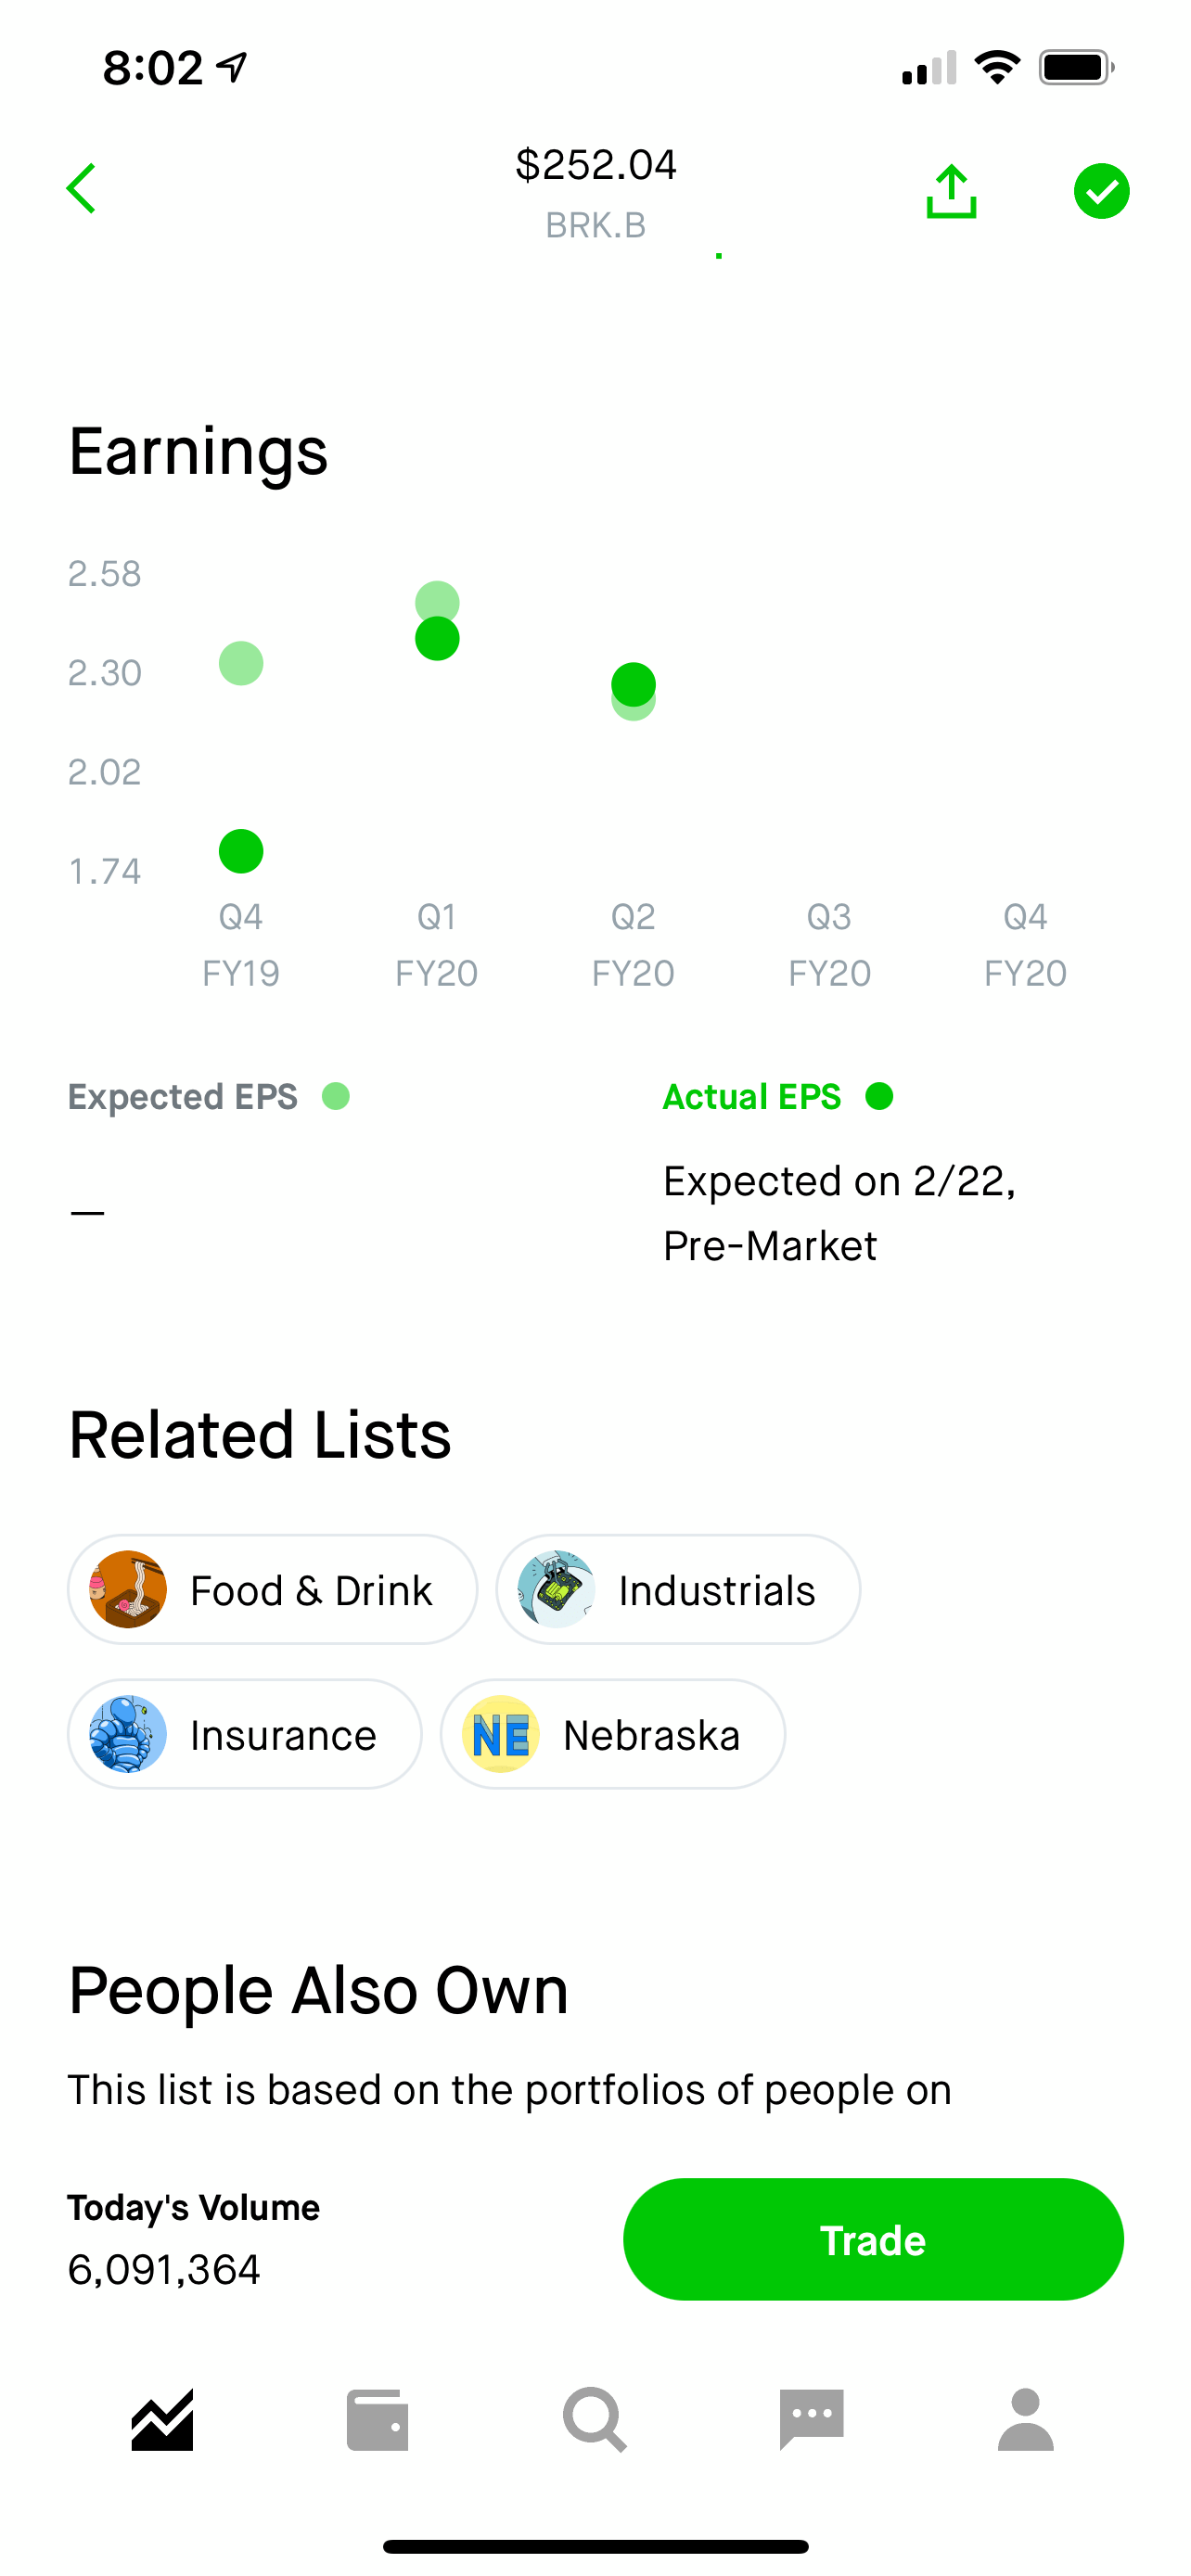 8:02
$252.04
BRK.B
Earnings
2.58
2.30
2.02
1.74
Q4 Q1 Q2 Q3 Q4
FY19 FY20 FY20 FY20 FY20
Expected EPS Actual EPS
— Expected on 2/22,
Pre-Market
Related Lists
Food & Drink Industrials
Insurance NE Nebraska
People Also Own
This list is based on the portfolios of people on
Today's Volume
6,091,364
Trade